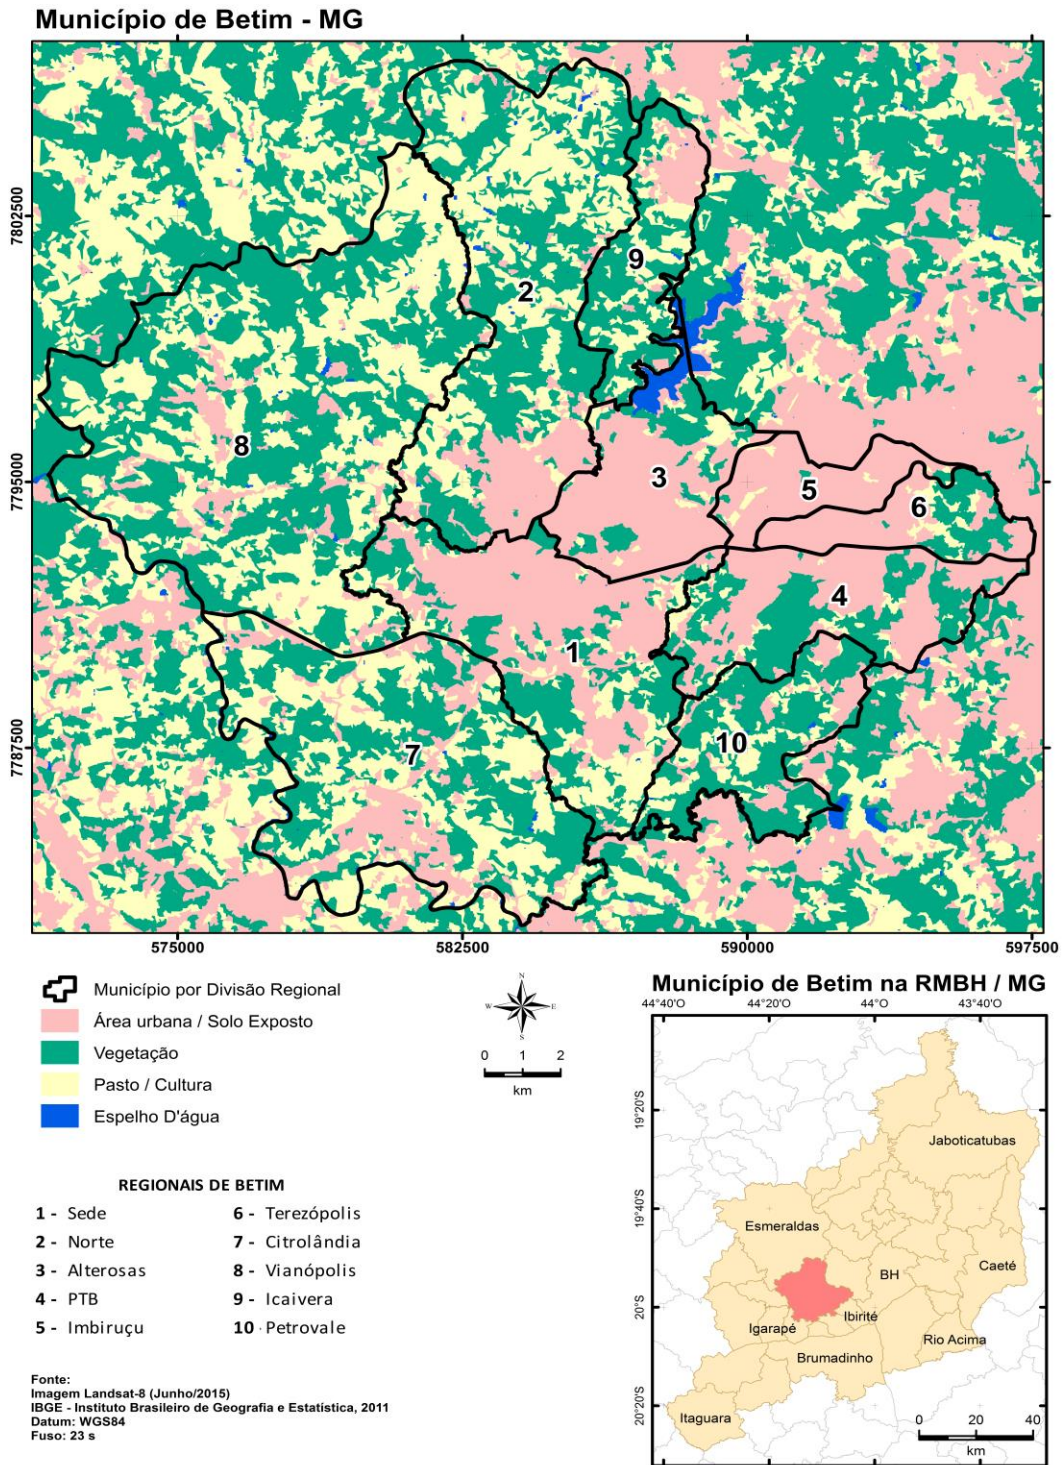 Município de Betim - MG
7802500
7795000
7787500
2
9
8
3
5
6
4
1
7
10
575000
582500
590000
597500
Município por Divisão Regional
Área urbana / Solo Exposto
Vegetação
Pasto / Cultura
Espelho D'água
N
W
E
S
0 1 2
km
REGIONAIS DE BETIM
1 - Sede
2 - Norte
3 - Alterosas
4 - PTB
5 - Imbiruçu
6 - Terezópolis
7 - Citrolândia
8 - Vianópolis
9 - Icaivera
10 - Petrovale
Fonte:
Imagem Landsat-8 (Junho/2015)
IBGE - Instituto Brasileiro de Geografia e Estatística, 2011
Datum: WGS84
Fuso: 23 s
Município de Betim na RMBH / MG
44°40'O 44°20'O 44°O 43°40'O
19°20'S
19°40'S
20°S
20°20'S
Jaboticatubas
Esmeraldas
Caeté
BH
Ibirité
Igarapé
Rio Acima
Brumadinho
Itaguara
0 20 40
km